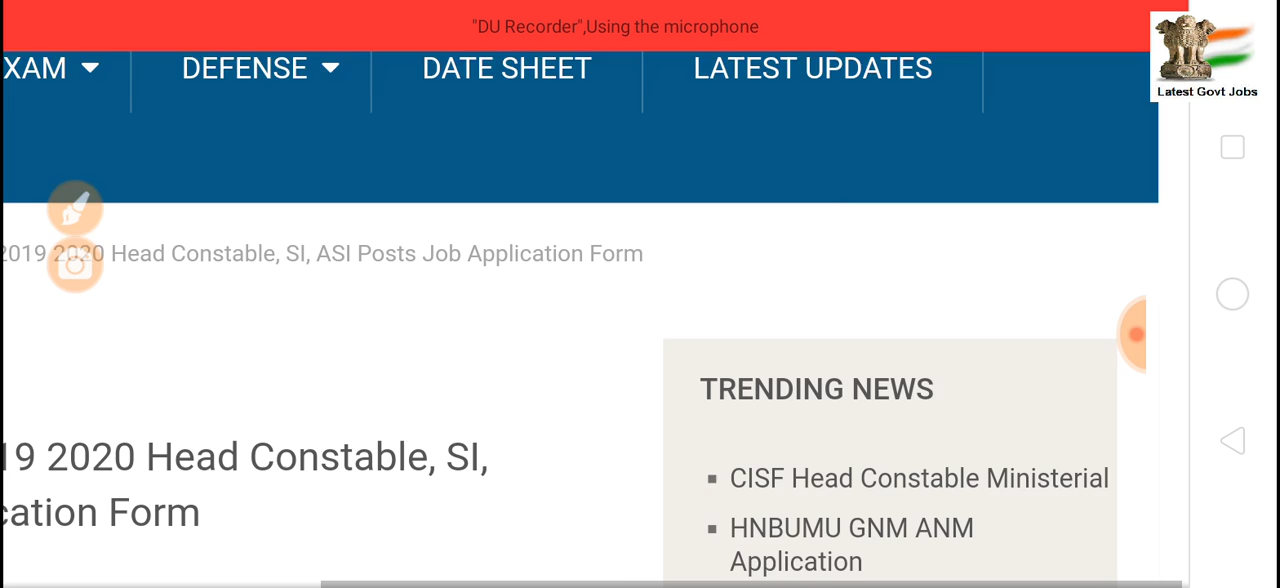 "DU Recorder",Using the microphone
XAM DEFENSE DATE SHEET LATEST UPDATES
Latest Govt Jobs
2019 2020 Head Constable, SI, ASI Posts Job Application Form
TRENDING NEWS
19 2020 Head Constable, SI,
cation Form
CISF Head Constable Ministerial
HNBUMU GNM ANM
Application